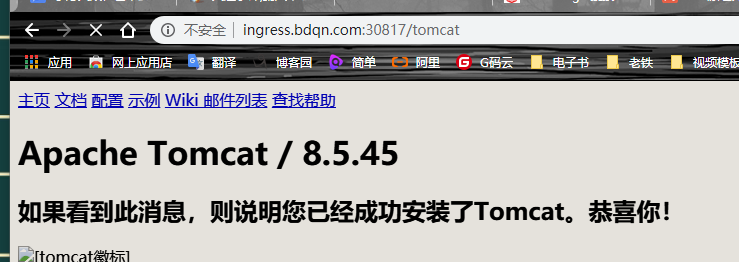 不安全 | ingress.bdqn.com:30817/tomcat
应用 网上应用店 翻译 博客园 简单 阿里 G码云 电子书 老铁 视频模板
主页 文档 配置 示例 Wiki 邮件列表 查找帮助
Apache Tomcat / 8.5.45
如果看到此消息，则说明您已经成功安装了Tomcat。恭喜你！
[tomcat徽标]